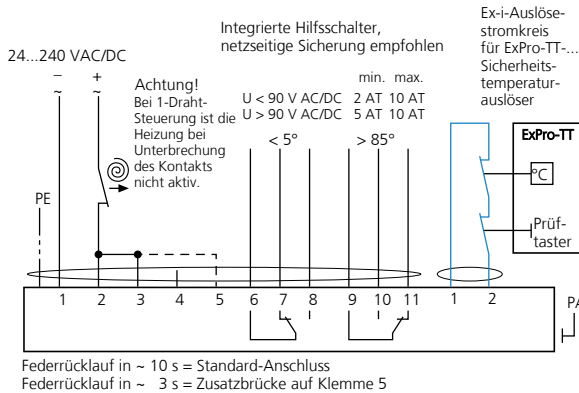 Integrierte Hilfsschalter,
netzseitige Sicherung empfohlen
Ex-i-Auslöse-
stromkreis
für ExPro-TT-...
Sicherheits-
temperatur-
auslöser
24...240 VAC/DC
– +
~ ~
Achtung!
Bei 1-Draht-
Steuerung ist die
Heizung bei
Unterbrechung
des Kontakts
nicht aktiv.
min. max.
U < 90 V AC/DC 2 AT 10 AT
U > 90 V AC/DC 5 AT 10 AT
< 5° > 85°
ExPro-TT
°C
Prüf-
taster
PE
1 2 3 4 5 6 7 8 9 10 11 1 2
PA
Federrücklauf in ~ 10 s = Standard-Anschluss
Federrücklauf in ~ 3 s = Zusatzbrücke auf Klemme 5